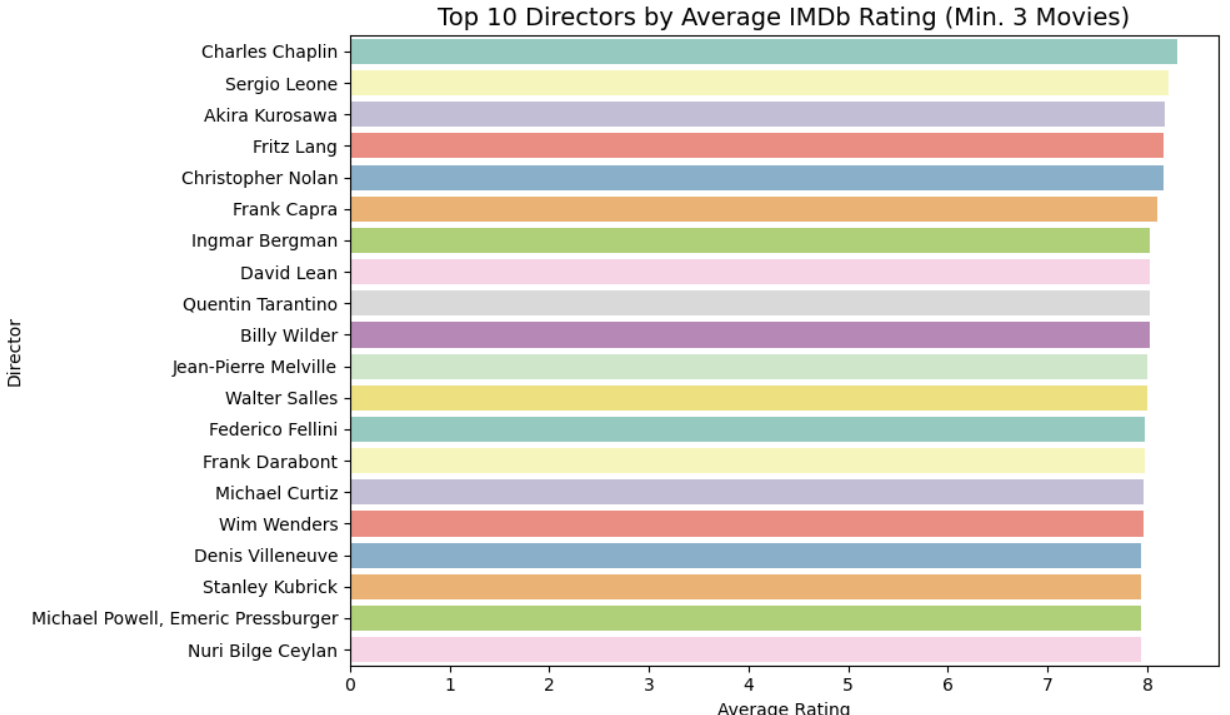 Top 10 Directors by Average IMDb Rating (Min. 3 Movies)
Director
Charles Chaplin
Sergio Leone
Akira Kurosawa
Fritz Lang
Christopher Nolan
Frank Capra
Ingmar Bergman
David Lean
Quentin Tarantino
Billy Wilder
Jean-Pierre Melville
Walter Salles
Federico Fellini
Frank Darabont
Michael Curtiz
Wim Wenders
Denis Villeneuve
Stanley Kubrick
Michael Powell, Emeric Pressburger
Nuri Bilge Ceylan
0 1 2 3 4 5 6 7 8
Average Rating